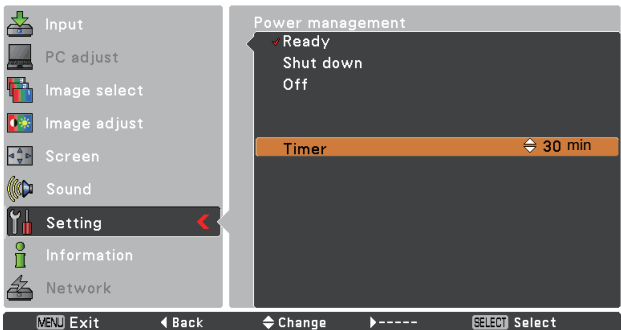 Input
PC adjust
Image select
Image adjust
Screen
Sound
Setting
Information
Network
Power management
Ready
Shut down
Off
Timer 30 min
MENU Exit Back Change ----- SELECT Select